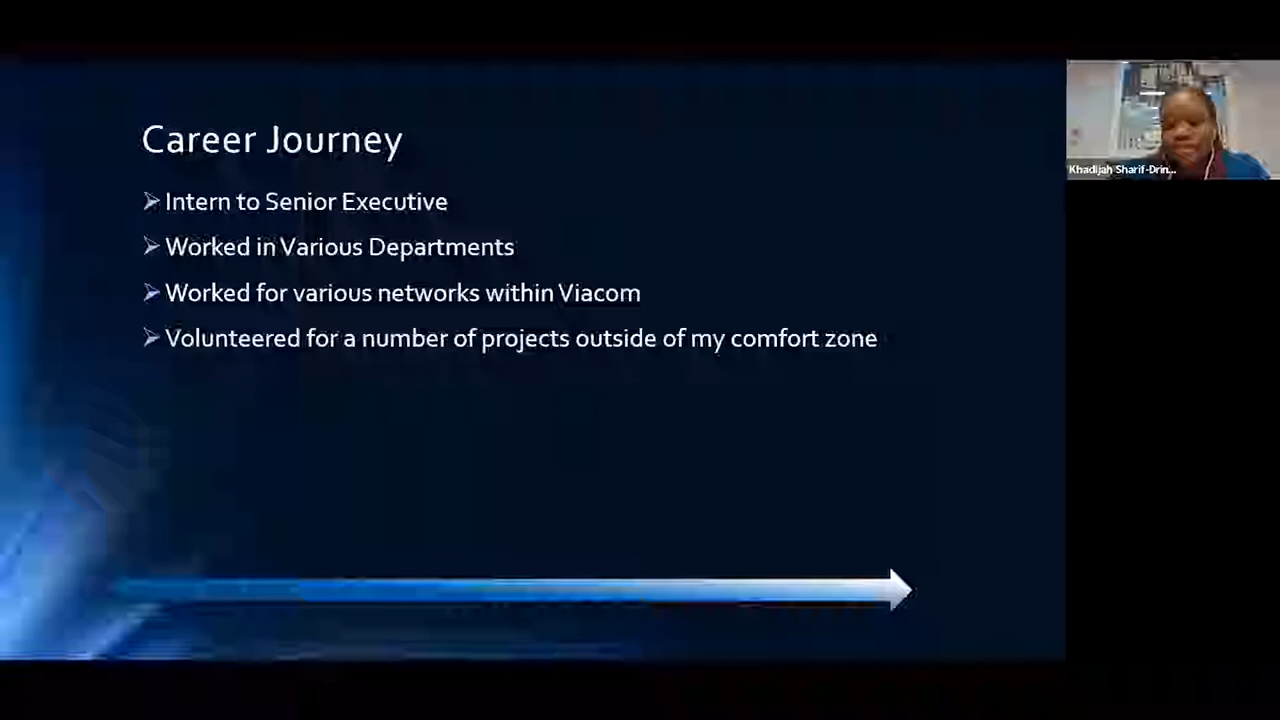 Career Journey
Intern to Senior Executive
Worked in Various Departments
Worked for various networks within Viacom
Volunteered for a number of projects outside of my comfort zone
Khadijah Sharif-Drin...